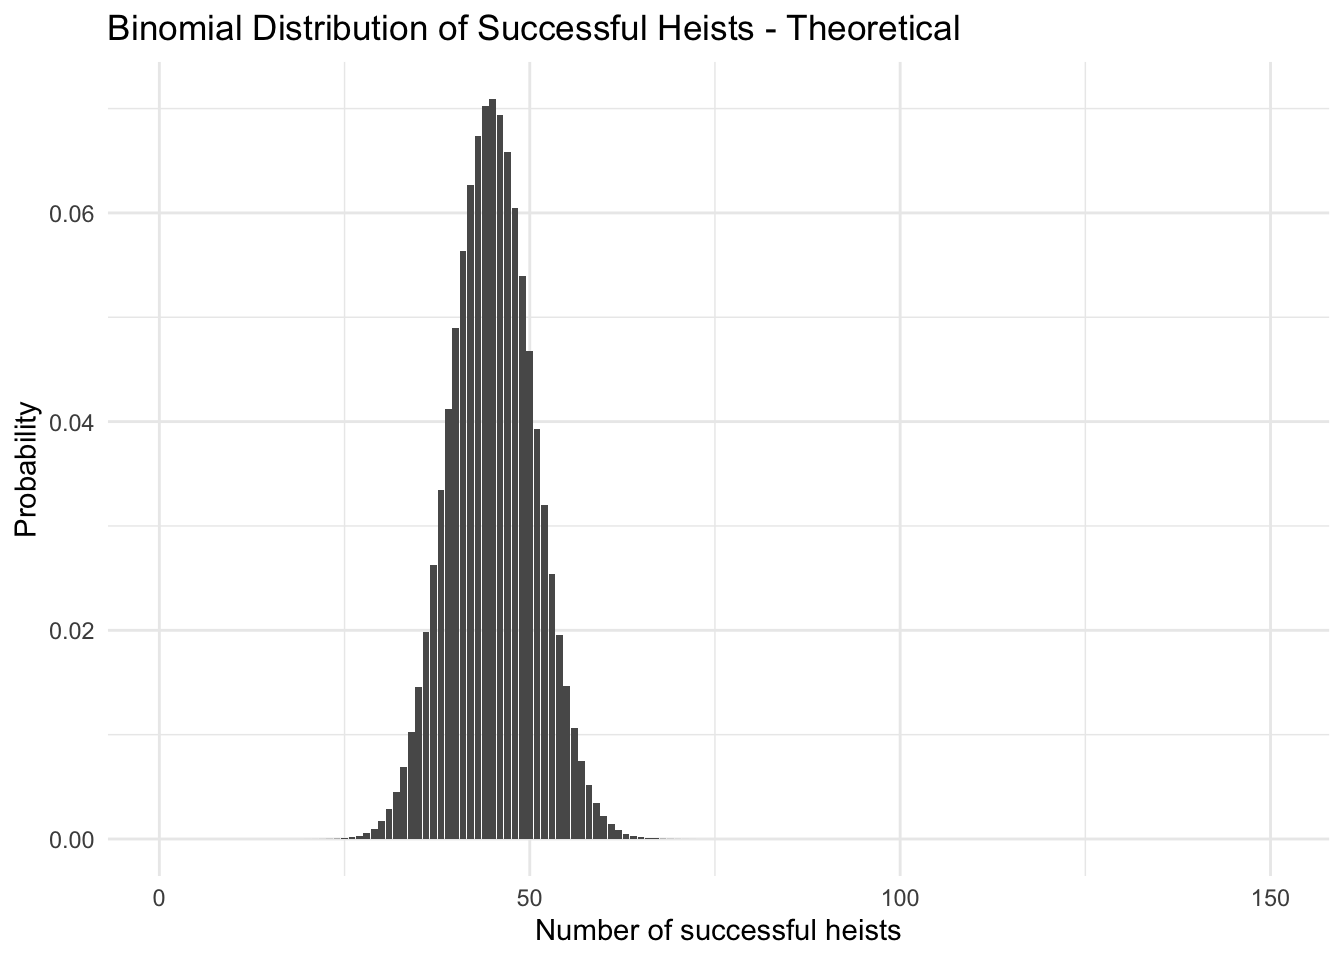 Binomial Distribution of Successful Heists - Theoretical
0.06
0.04
0.02
0.00
Probability
0 50 100 150
Number of successful heists